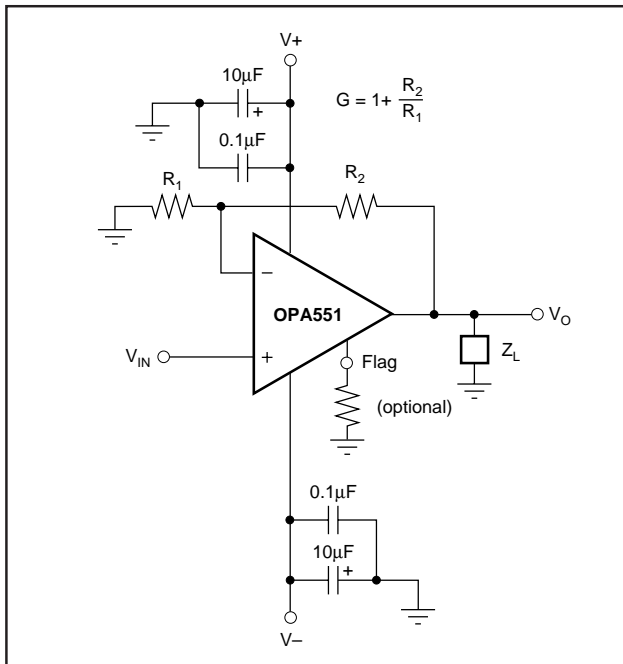 V+
10µF
+
G = 1+ R2
R1
0.1µF
R1
R2
–
OPA551
VO
VIN
+
Flag
ZL
(optional)
0.1µF
10µF
+
V–